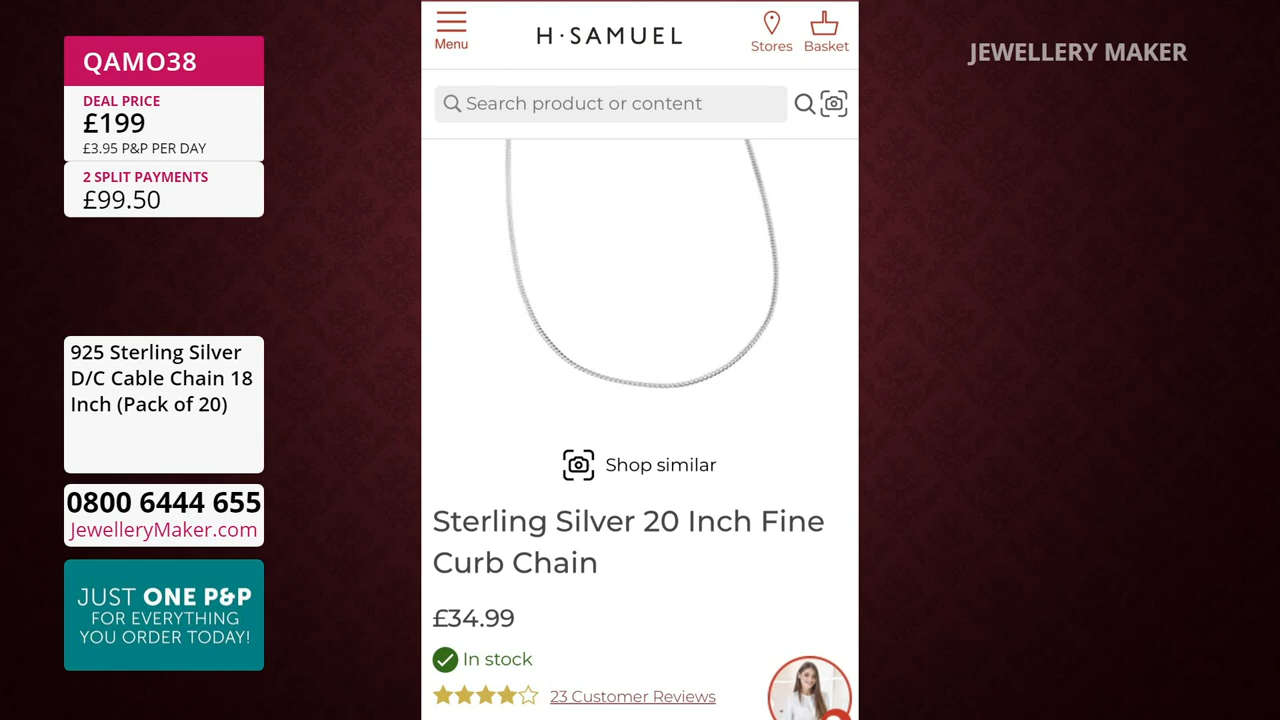 QAMO38
DEAL PRICE
£199
£3.95 P&P PER DAY
2 SPLIT PAYMENTS
£99.50
925 Sterling Silver
D/C Cable Chain 18
Inch (Pack of 20)
0800 6444 655
JewelleryMaker.com
JUST ONE P&P
FOR EVERYTHING
YOU ORDER TODAY!
Menu
H·SAMUEL
Stores
Basket
Search product or content
Shop similar
Sterling Silver 20 Inch Fine
Curb Chain
£34.99
In stock
23 Customer Reviews
JEWELLERY MAKER